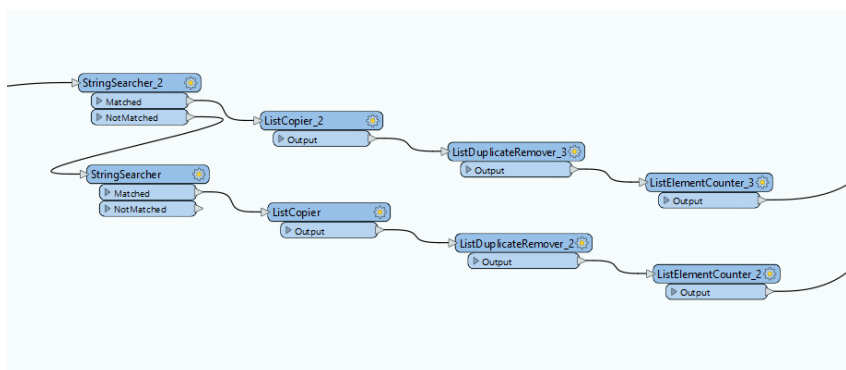 StringSearcher_2
Matched
NotMatched
ListCopier_2
Output
ListDuplicateRemover_3
Output
ListElementCounter_3
Output
StringSearcher
Matched
NotMatched
ListCopier
Output
ListDuplicateRemover_2
Output
ListElementCounter_2
Output